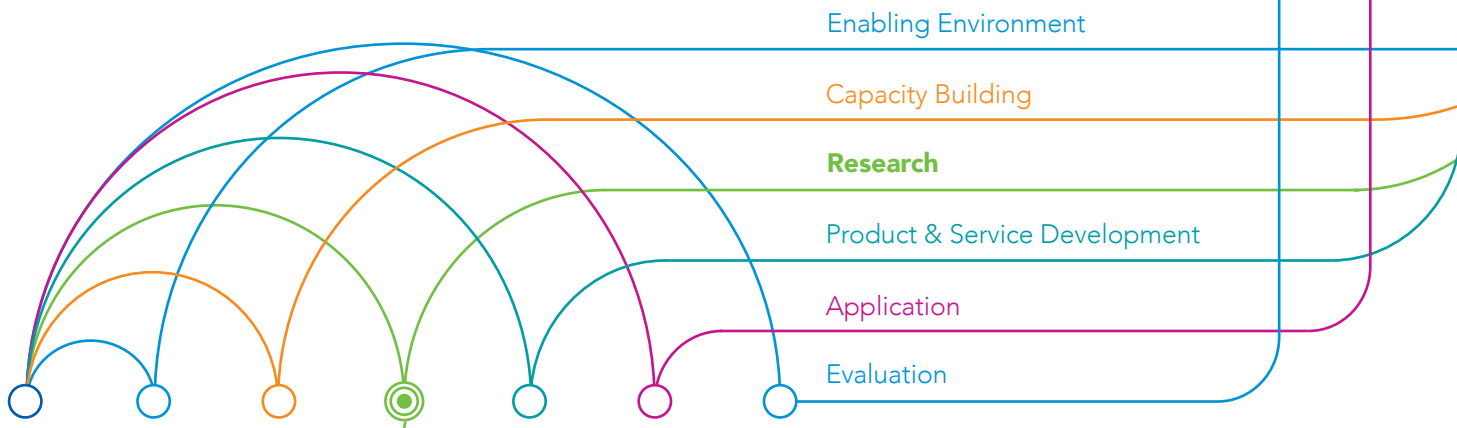 Enabling Environment
Capacity Building
Research
Product & Service Development
Application
Evaluation